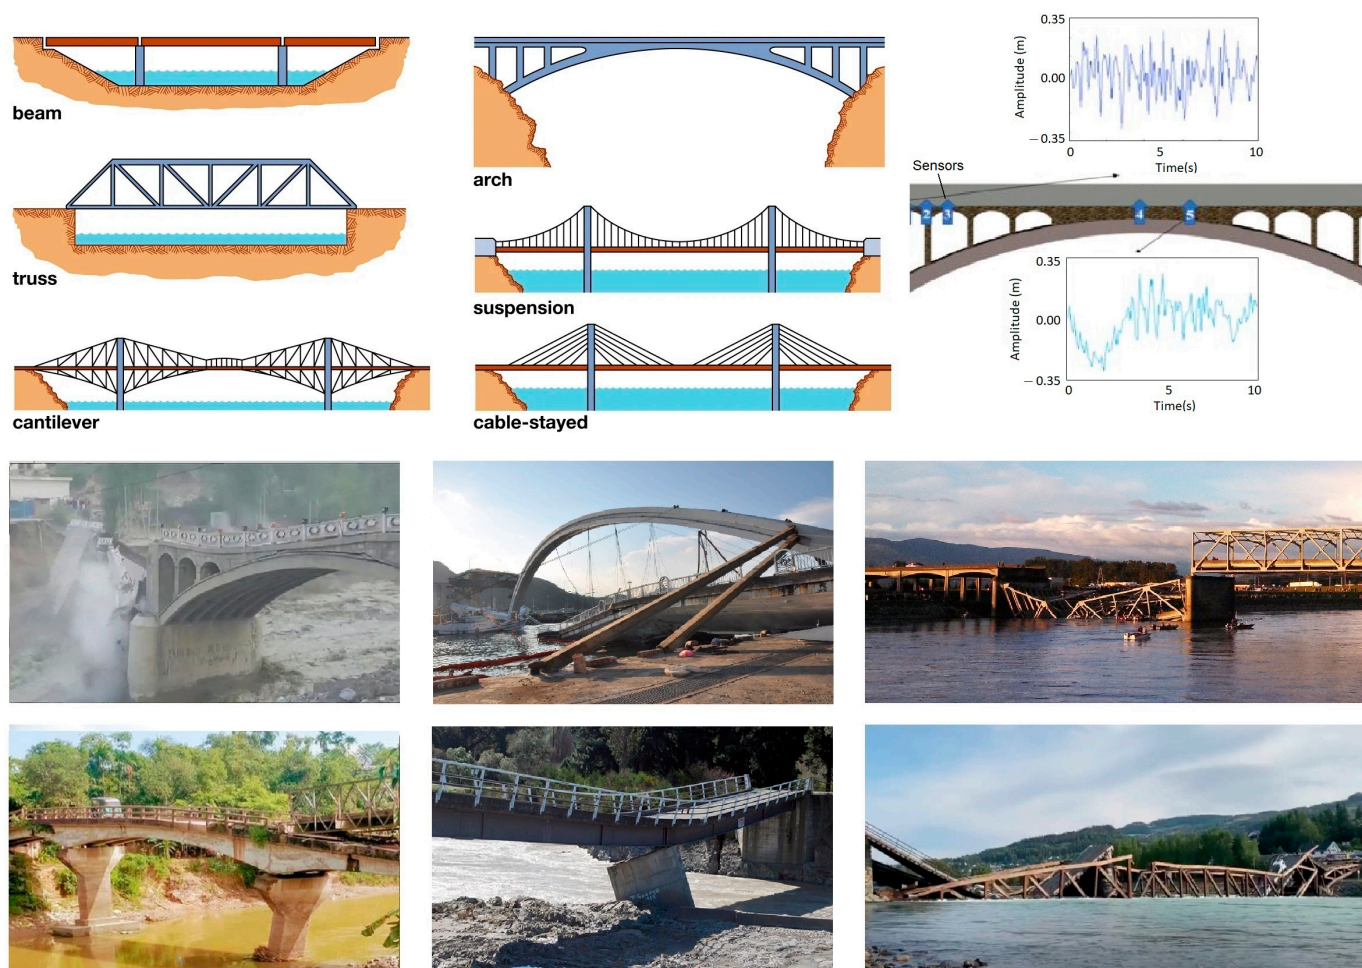 beam
truss
cantilever
arch
suspension
cable-stayed
0.35
Amplitude (m)
0.00
−0.35
0
5
10
Time(s)
Sensors
2
3
4
5
0.35
Amplitude (m)
0.00
−0.35
0
5
10
Time(s)